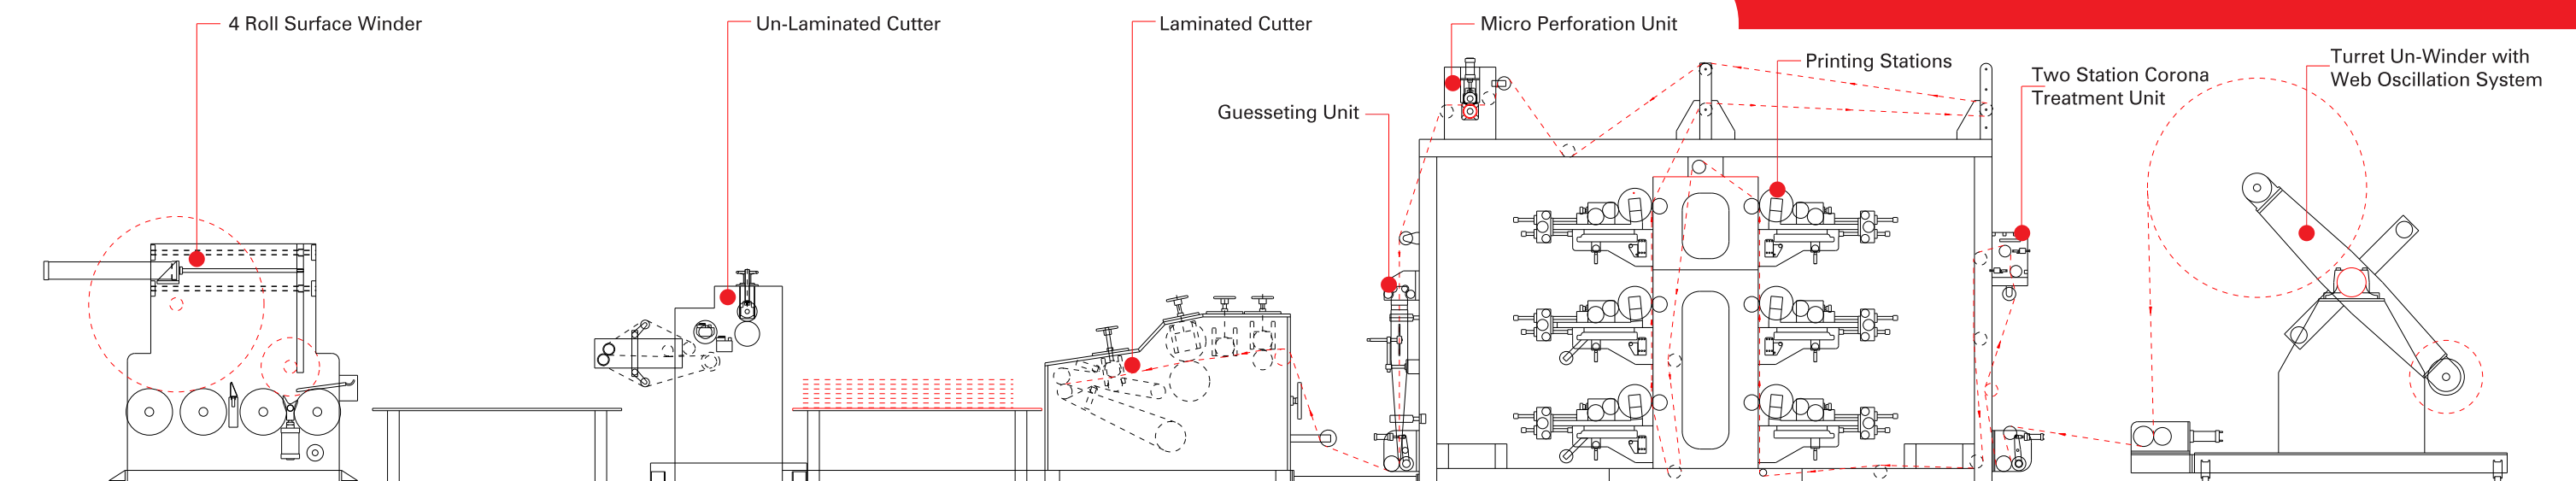 4 Roll Surface Winder
Un-Laminated Cutter
Laminated Cutter
Micro Perforation Unit
Guesseting Unit
Printing Stations
Two Station Corona
Treatment Unit
Turret Un-Winder with
Web Oscillation System